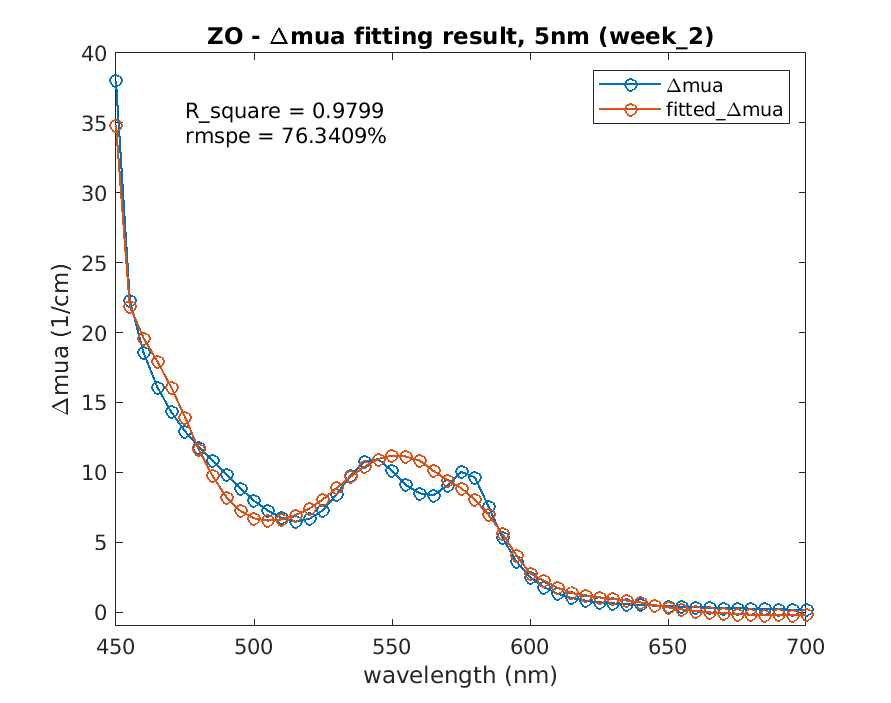 ZO - Δmua fitting result, 5nm (week_2)
R_square = 0.9799
rmspe = 76.3409%
Δmua
fitted_Δmua
40
35
30
25
20
15
10
5
0
Δmua (1/cm)
450
500
550
600
650
700
wavelength (nm)